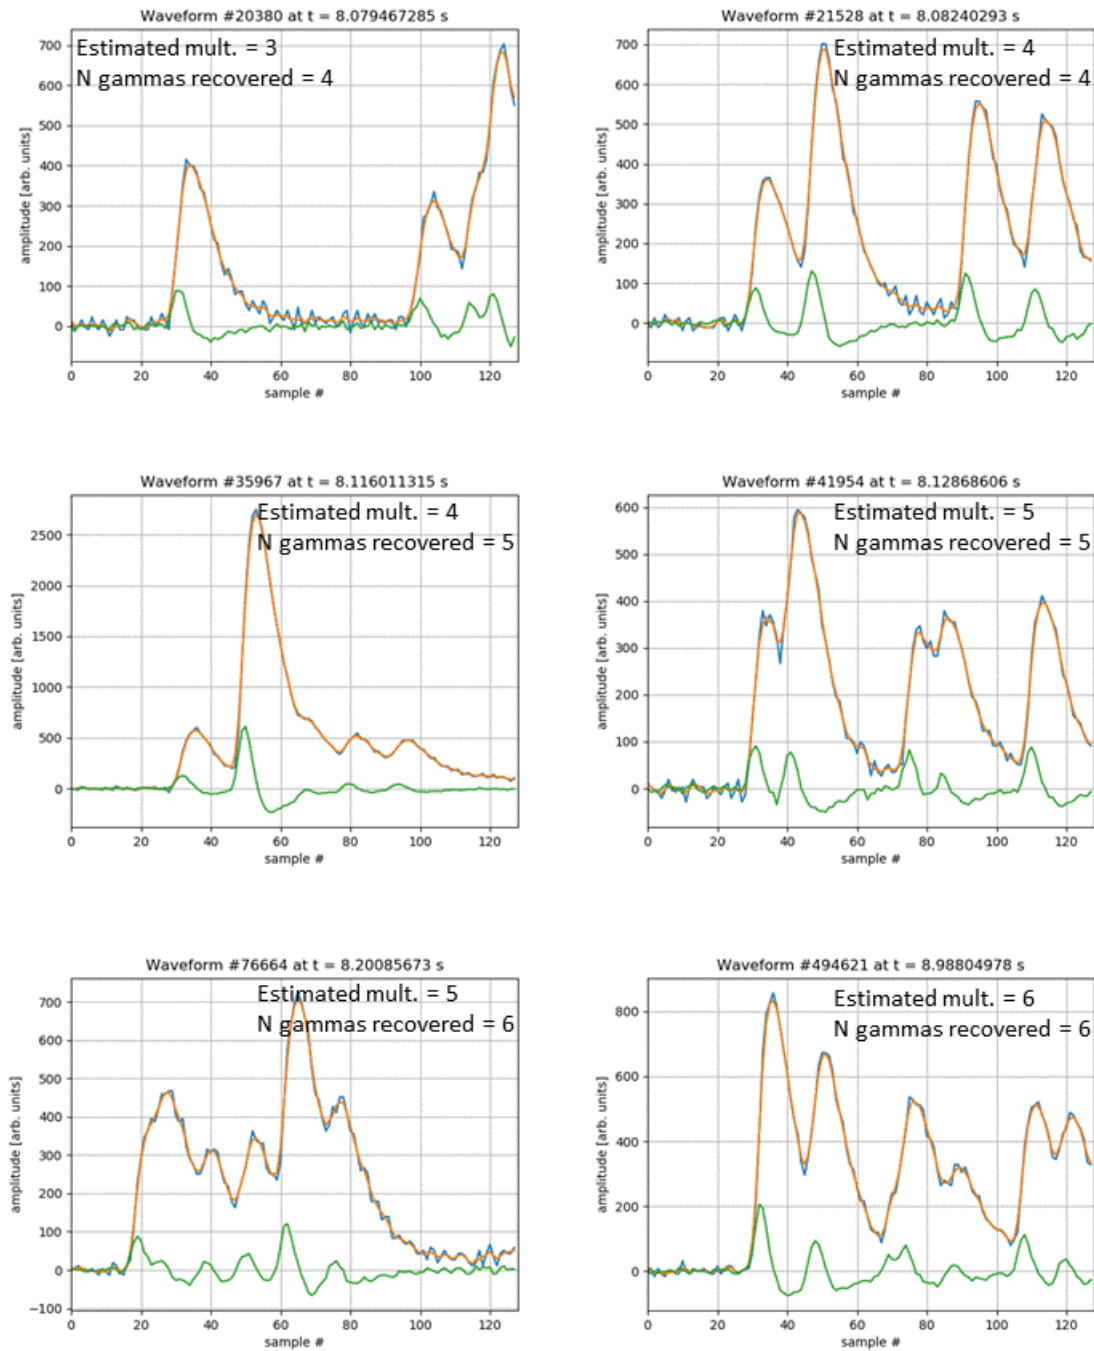 Waveform #20380 at t = 8.079467285 s
Estimated mult. = 3
N gammas recovered = 4
700
600
500
400
300
200
100
0
amplitude [arb. units]
0 20 40 60 80 100 120
sample #
Waveform #21528 at t = 8.08240293 s
Estimated mult. = 4
N gammas recovered = 4
700
600
500
400
300
200
100
0
amplitude [arb. units]
0 20 40 60 80 100 120
sample #
Waveform #35967 at t = 8.116011315 s
Estimated mult. = 4
N gammas recovered = 5
2500
2000
1500
1000
500
0
amplitude [arb. units]
0 20 40 60 80 100 120
sample #
Waveform #41954 at t = 8.12868606 s
Estimated mult. = 5
N gammas recovered = 5
600
500
400
300
200
100
0
amplitude [arb. units]
0 20 40 60 80 100 120
sample #
Waveform #76664 at t = 8.20085673 s
Estimated mult. = 5
N gammas recovered = 6
700
600
500
400
300
200
100
0
−100
amplitude [arb. units]
0 20 40 60 80 100 120
sample #
Waveform #494621 at t = 8.98804978 s
Estimated mult. = 6
N gammas recovered = 6
800
600
400
200
0
amplitude [arb. units]
0 20 40 60 80 100 120
sample #